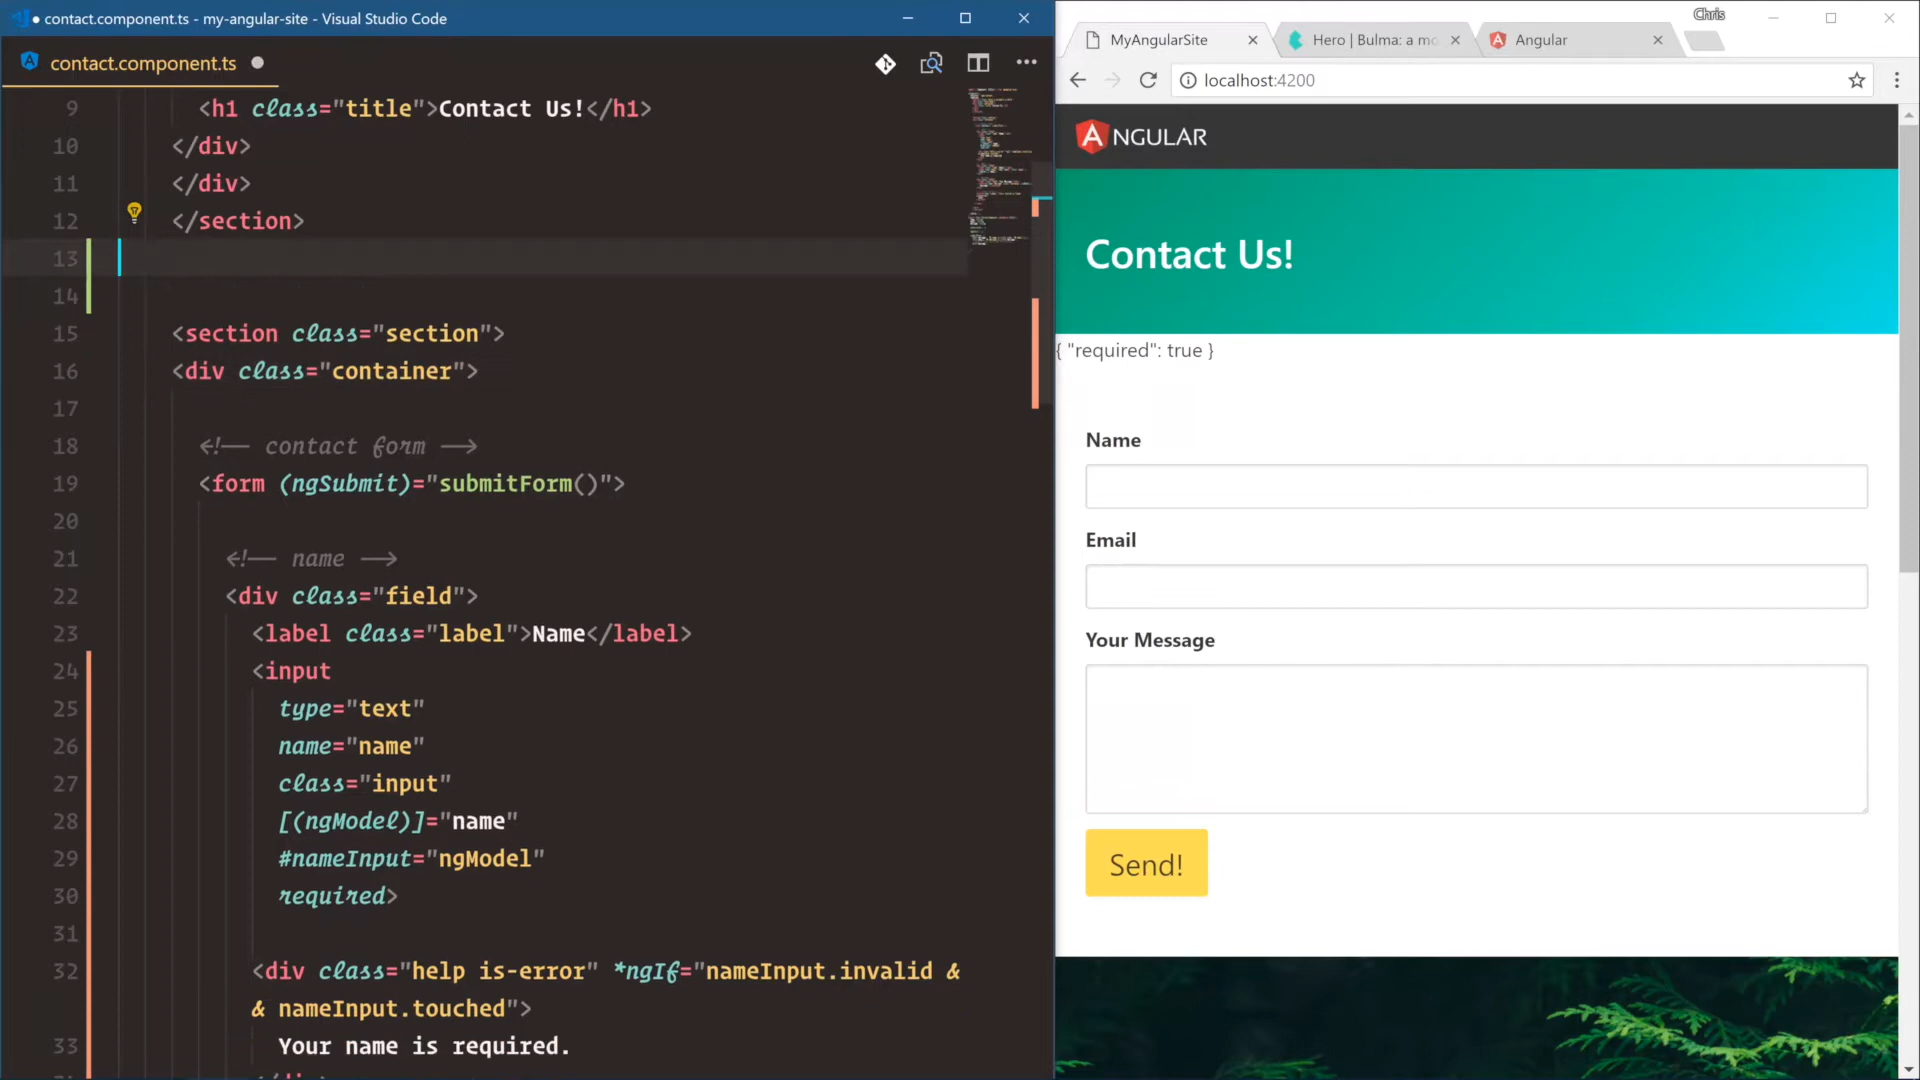 contact.component.ts - my-angular-site - Visual Studio Code
contact.component.ts
9 <h1 class="title">Contact Us!</h1>
10 </div>
11 </div>
12 </section>
13
14
15 <section class="section">
16 <div class="container">
17
18 <!-- contact form -->
19 <form (ngSubmit)="submitForm()">
20
21 <!-- name -->
22 <div class="field">
23 <label class="label">Name</label>
24 <input
25 type="text"
26 name="name"
27 class="input"
28 [(ngModel)]="name"
29 #nameInput="ngModel"
30 required>
31
32 <div class="help is-error" *ngIf="nameInput.invalid &
& nameInput.touched">
33 Your name is required.
Chris
MyAngularSite
Hero | Bulma: a mo
Angular
localhost:4200
ANGULAR
Contact Us!
{ "required": true }
Name
Email
Your Message
Send!